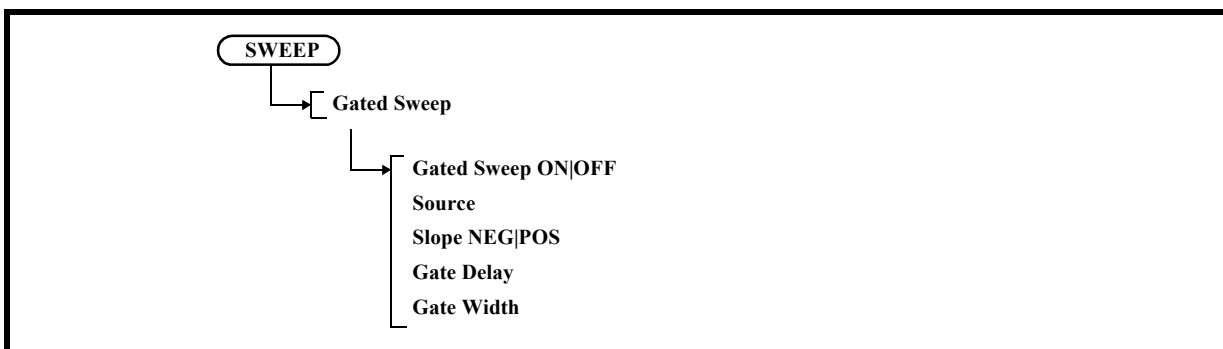 SWEEP
Gated Sweep
Gated Sweep ON|OFF
Source
Slope NEG|POS
Gate Delay
Gate Width